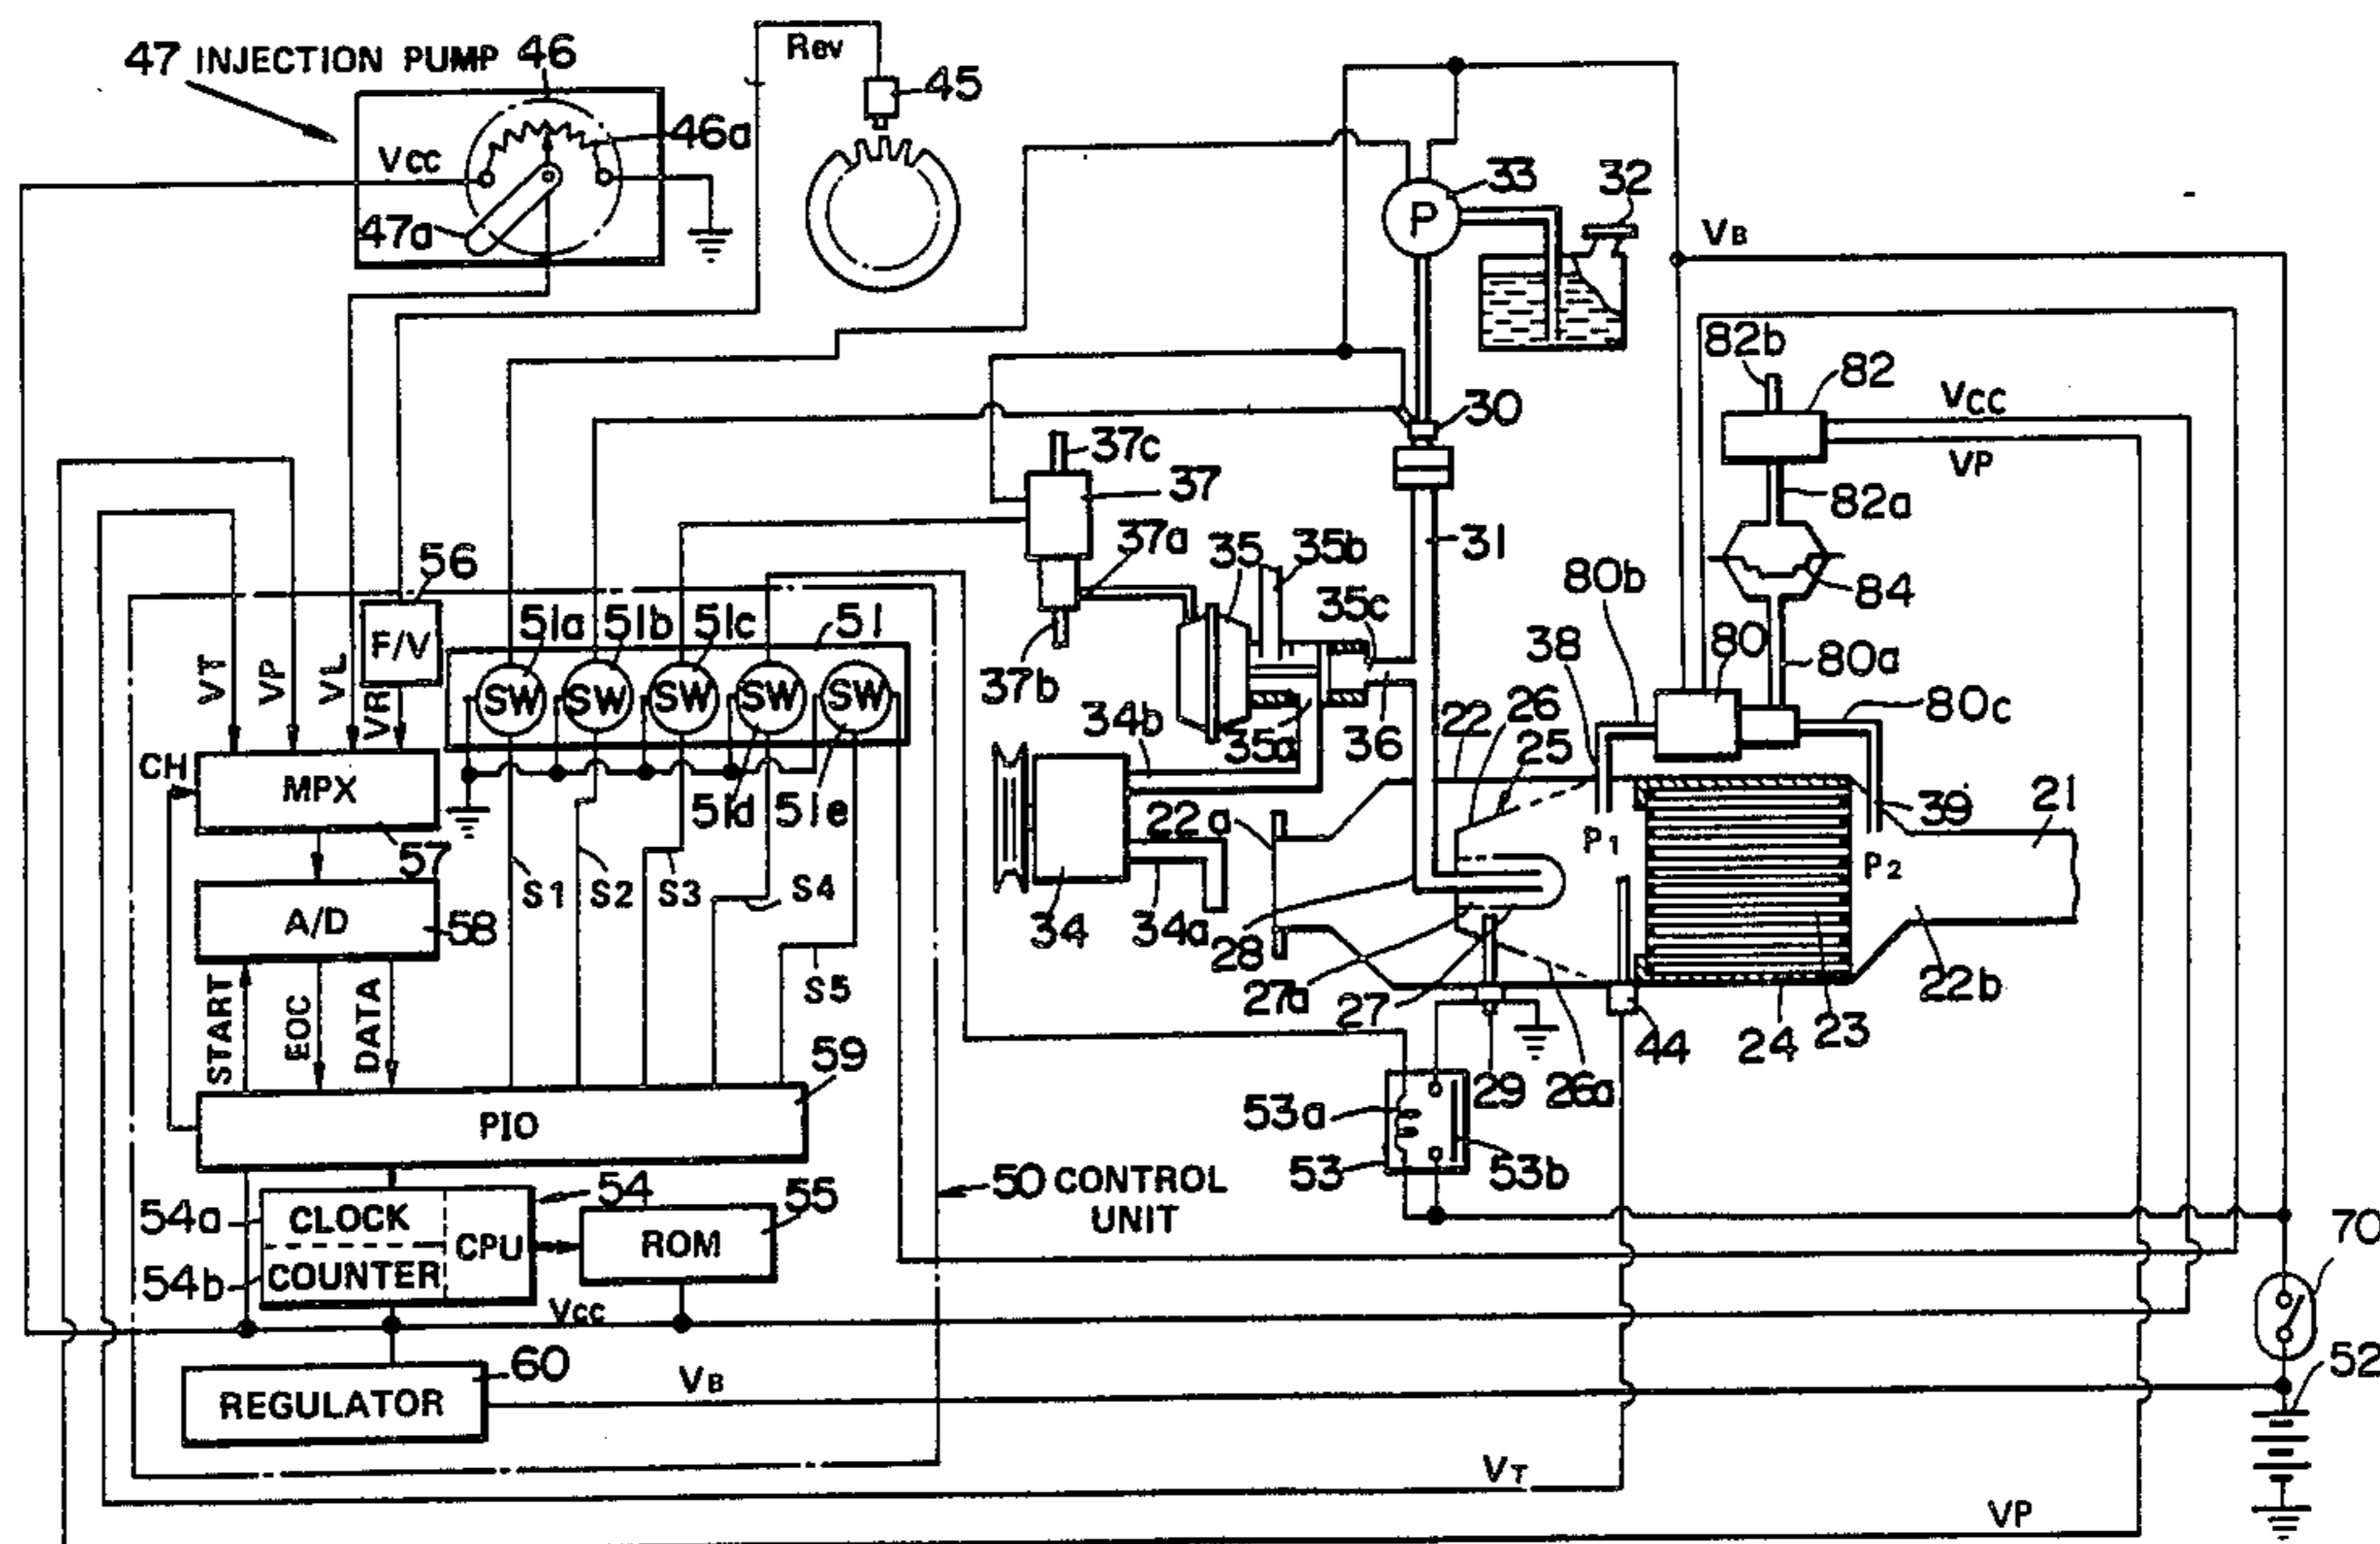 47 INJECTION PUMP 46
Rev
45
46a
Vcc
47a
33
32
P
VB
82b
82
Vcc
VP
30
37c
37
82a
37a
35
35b
31
80b
84
56
35c
51a
51b
51c
51
F/V
38
80
80a
VT
VP
VL
VR
SW
SW
SW
SW
SW
37b
34b
26
22
25
80c
35a
36
CH
MPX
51d
51e
22a
P1
39
21
57
S1
S2
S3
S4
P2
A/D
58
34
34a
28
S5
27a
27
22b
START
EOC
DATA
44
24
23
59
53a
29
26a
PIO
53
53b
54a
CLOCK
54
55
50 CONTROL
UNIT
CPU
ROM
70
54b
COUNTER
Vcc
60
VB
52
REGULATOR
VT
VP